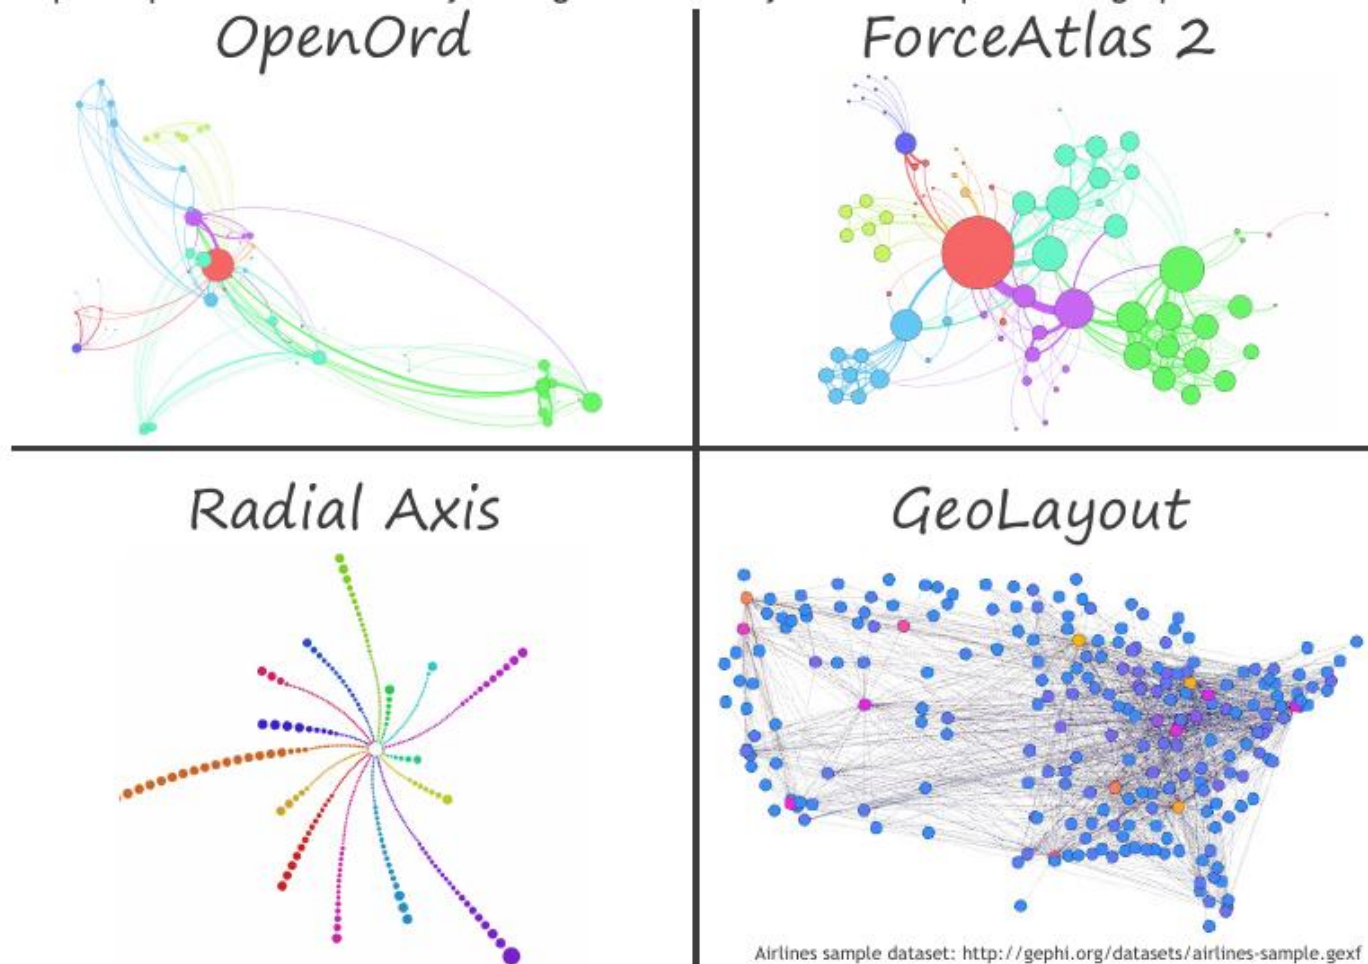 OpenOrd
ForceAtlas 2
Radial Axis
GeoLayout
Airlines sample dataset: http://gephi.org/datasets/airlines-sample.gexf